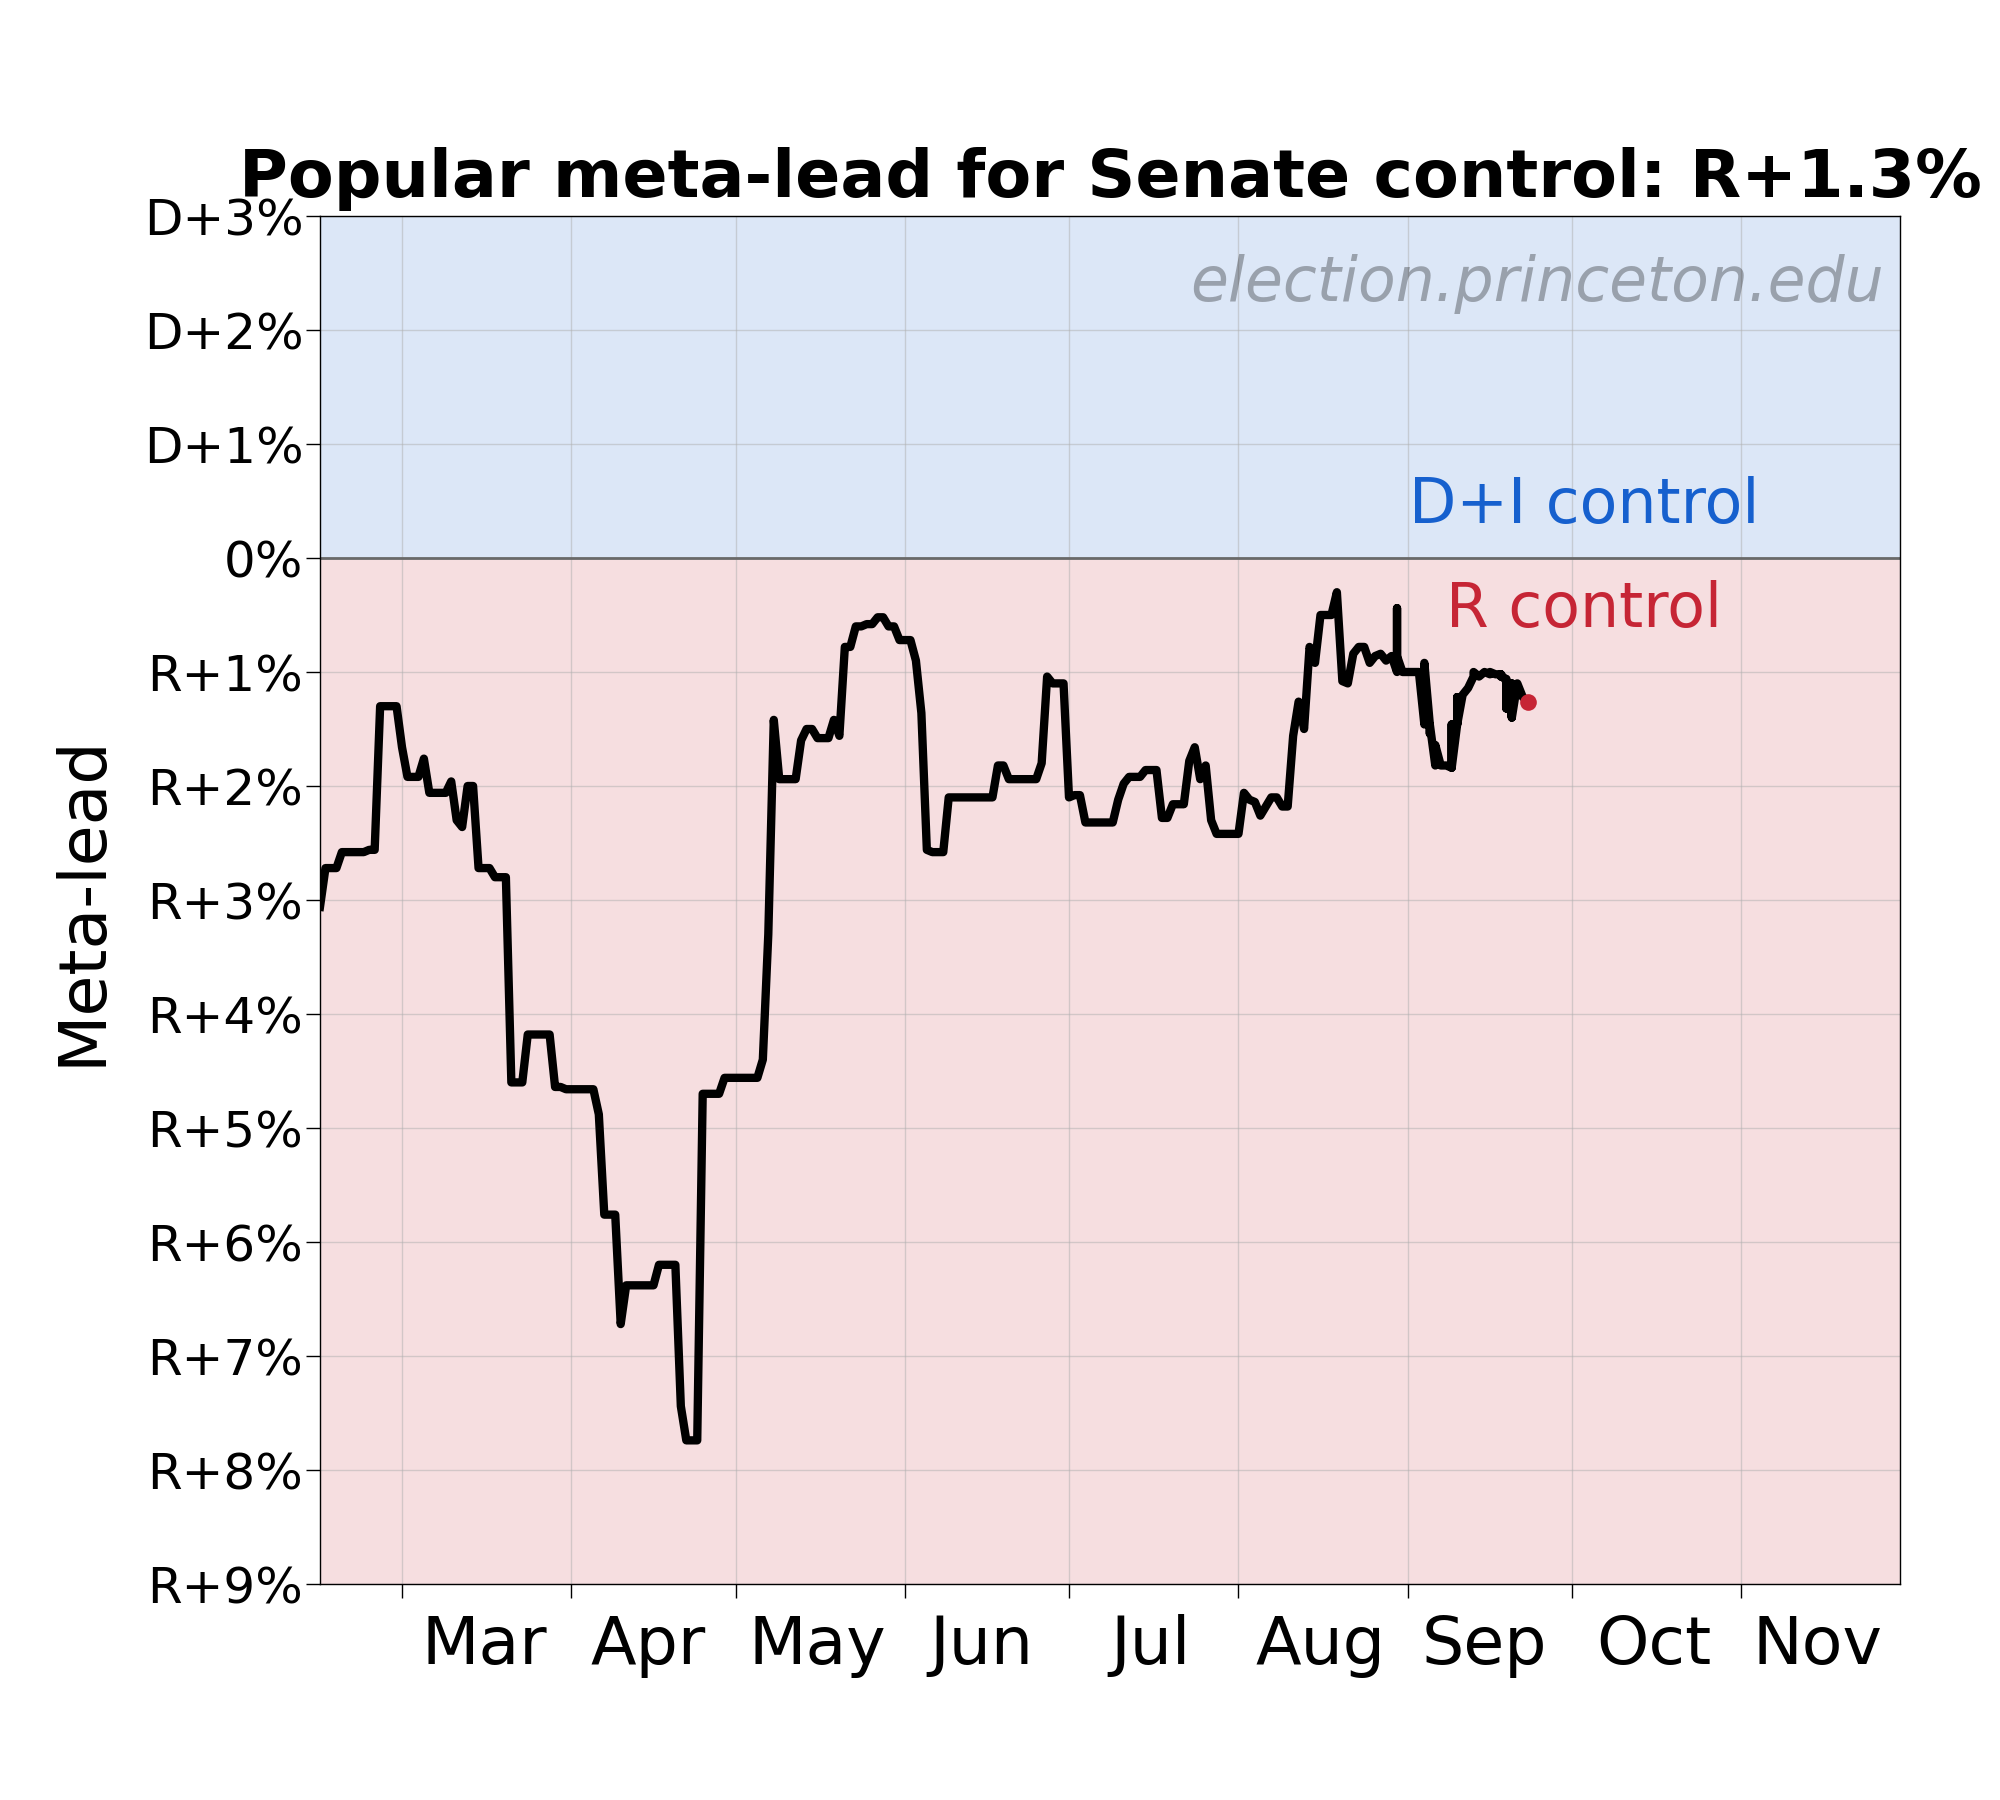 Popular meta-lead for Senate control: R+1.3%
D+3%
election.princeton.edu
D+2%
D+1%
D+I control
0%
R control
R+1%
R+2%
R+3%
Meta-lead
R+4%
R+5%
R+6%
R+7%
R+8%
R+9%
Mar Apr May Jun Jul Aug Sep Oct Nov